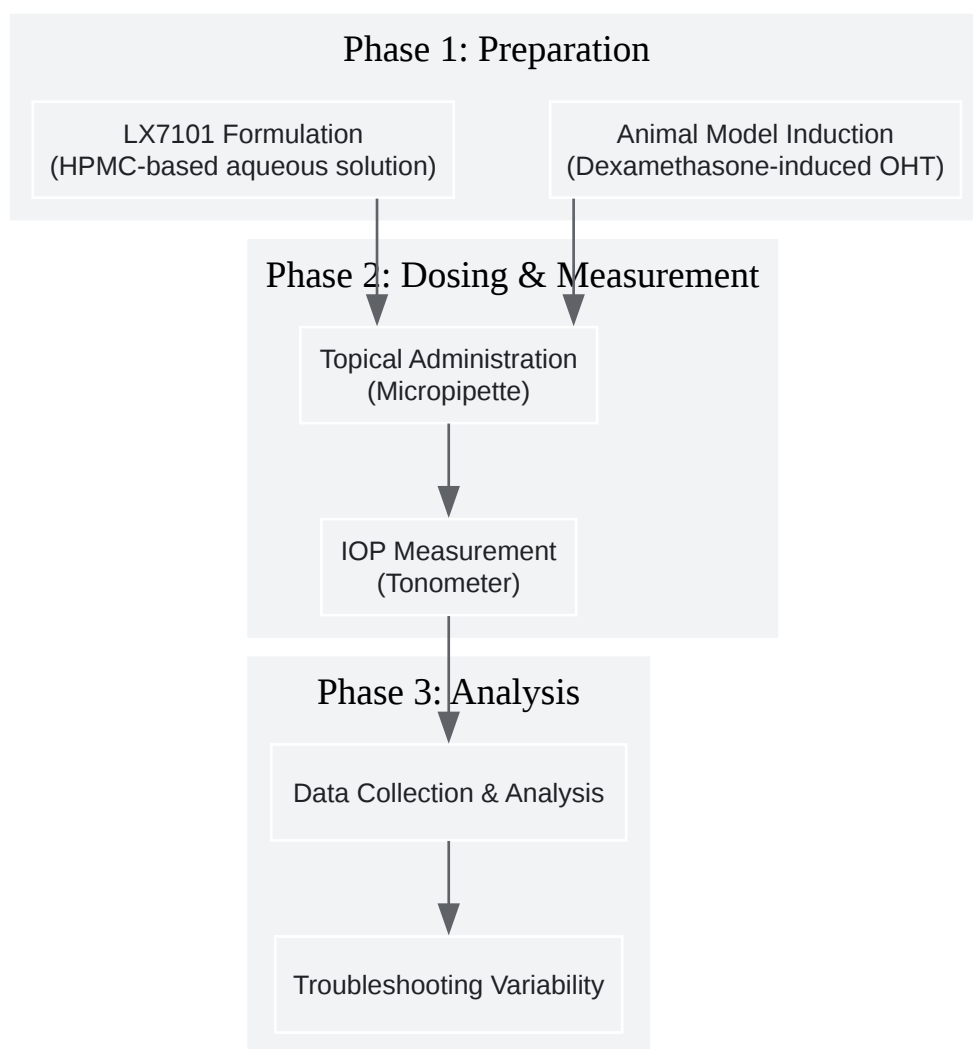 Phase 1: Preparation
LX7101 Formulation
(HPMC-based aqueous solution)
Animal Model Induction
(Dexamethasone-induced OHT)
Phase 2: Dosing & Measurement
Topical Administration
(Micropipette)
IOP Measurement
(Tonometer)
Phase 3: Analysis
Data Collection & Analysis
Troubleshooting Variability